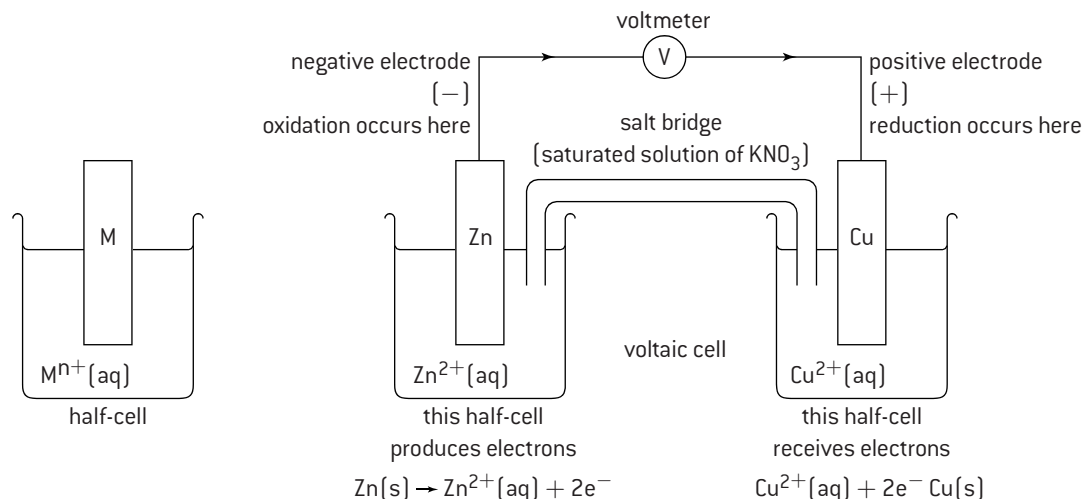 voltmeter
V
negative electrode
(−)
oxidation occurs here
positive electrode
(+)
reduction occurs here
salt bridge
(saturated solution of KNO₃)
M
Zn
Cu
Mⁿ⁺(aq)
Zn²⁺(aq)
voltaic cell
Cu²⁺(aq)
half-cell
this half-cell
produces electrons
Zn(s) → Zn²⁺(aq) + 2e⁻
this half-cell
receives electrons
Cu²⁺(aq) + 2e⁻ Cu(s)